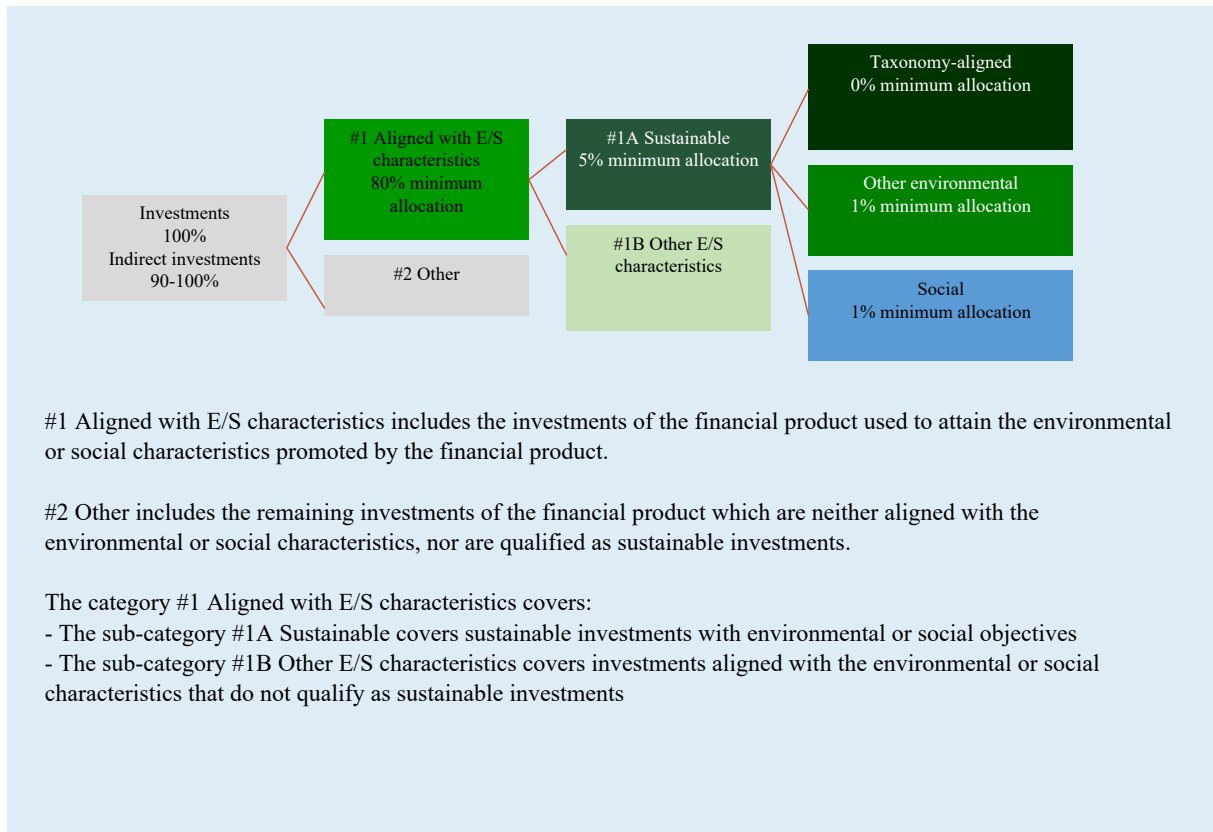 Investments
100%
Indirect investments
90-100%
#1 Aligned with E/S
characteristics
80% minimum
allocation
#2 Other
#1A Sustainable
5% minimum allocation
#1B Other E/S
characteristics
Taxonomy-aligned
0% minimum allocation
Other environmental
1% minimum allocation
Social
1% minimum allocation
#1 Aligned with E/S characteristics includes the investments of the financial product used to attain the environmental
or social characteristics promoted by the financial product.
#2 Other includes the remaining investments of the financial product which are neither aligned with the
environmental or social characteristics, nor are qualified as sustainable investments.
The category #1 Aligned with E/S characteristics covers:
- The sub-category #1A Sustainable covers sustainable investments with environmental or social objectives
- The sub-category #1B Other E/S characteristics covers investments aligned with the environmental or social
characteristics that do not qualify as sustainable investments